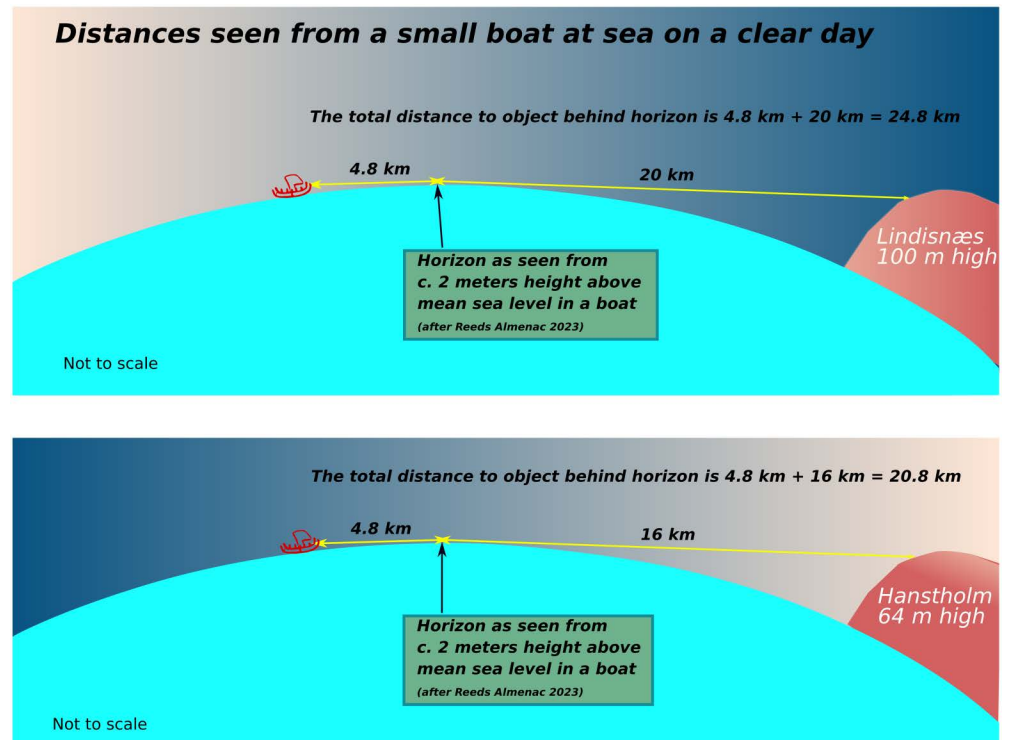 Distances seen from a small boat at sea on a clear day
The total distance to object behind horizon is 4.8 km + 20 km = 24.8 km
4.8 km
20 km
Lindisnæs
100 m high
Horizon as seen from
c. 2 meters height above
mean sea level in a boat
(after Reeds Almenac 2023)
Not to scale
The total distance to object behind horizon is 4.8 km + 16 km = 20.8 km
4.8 km
16 km
Hanstholm
64 m high
Horizon as seen from
c. 2 meters height above
mean sea level in a boat
(after Reeds Almenac 2023)
Not to scale